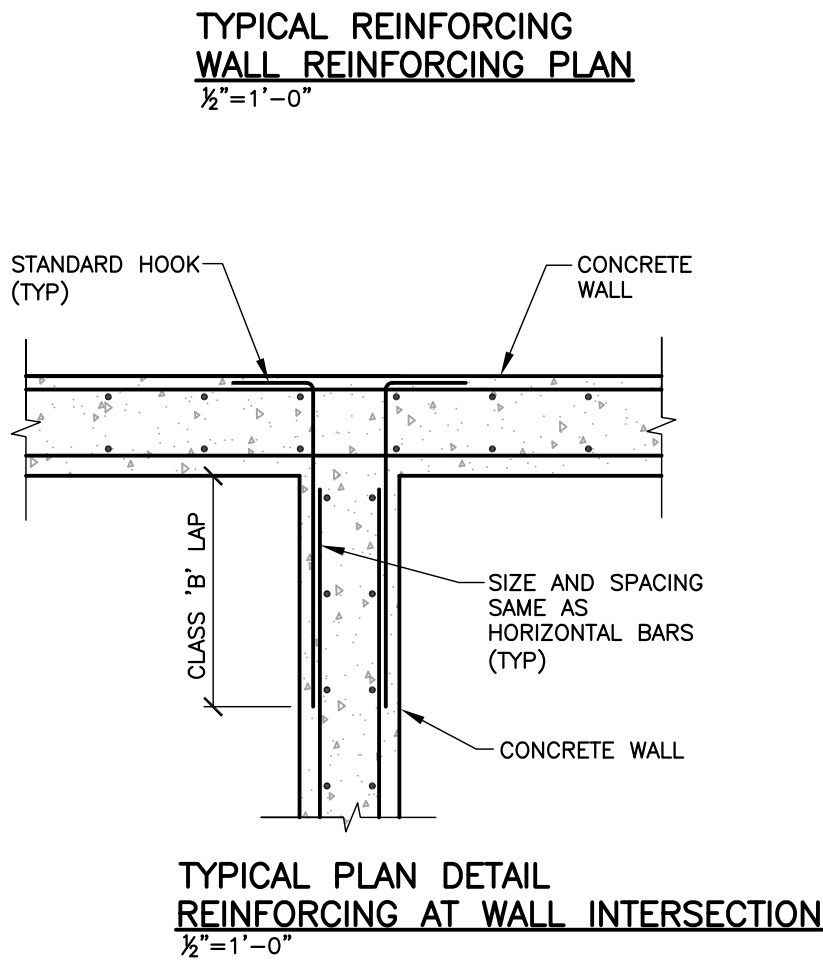 TYPICAL REINFORCING
WALL REINFORCING PLAN
½"=1'-0"
STANDARD HOOK
(TYP)
CONCRETE
WALL
CLASS 'B' LAP
SIZE AND SPACING
SAME AS
HORIZONTAL BARS
(TYP)
CONCRETE WALL
TYPICAL PLAN DETAIL
REINFORCING AT WALL INTERSECTION
½"=1'-0"